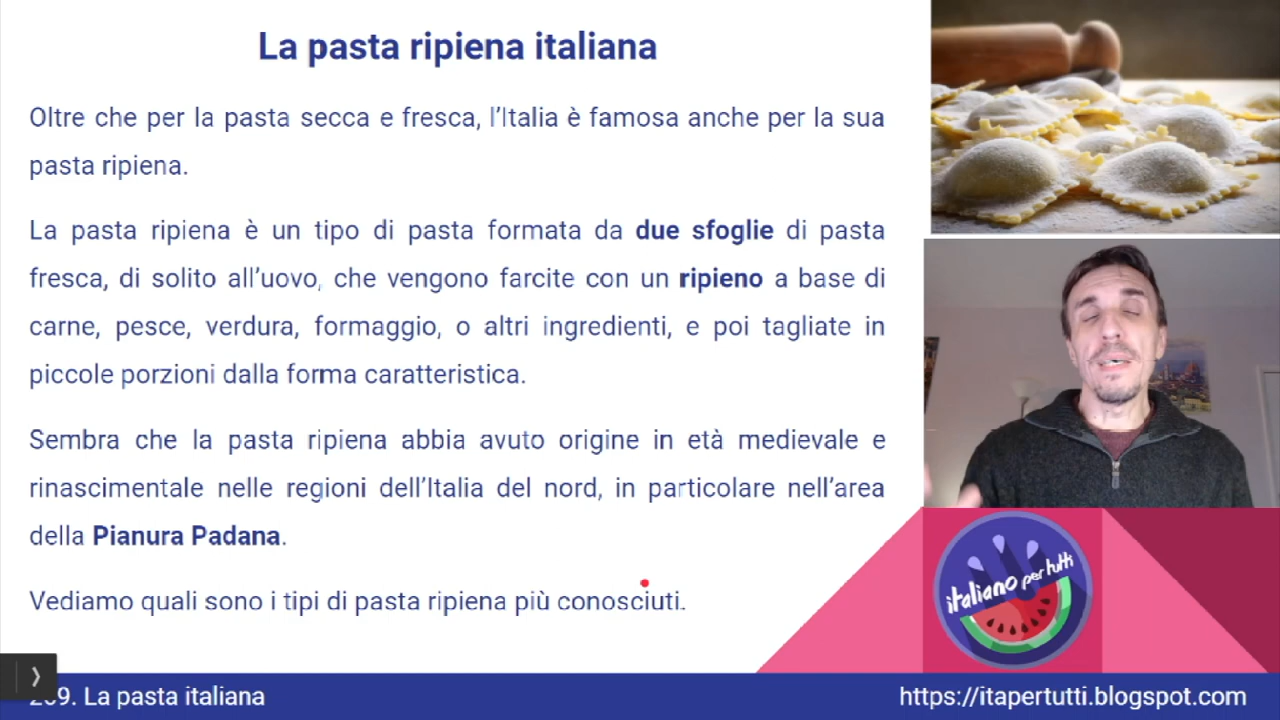 La pasta ripiena italiana
Oltre che per la pasta secca e fresca, l'Italia è famosa anche per la sua
pasta ripiena.
La pasta ripiena è un tipo di pasta formata da due sfoglie di pasta
fresca, di solito all'uovo, che vengono farcite con un ripieno a base di
carne, pesce, verdura, formaggio, o altri ingredienti, e poi tagliate in
piccole porzioni dalla forma caratteristica.
Sembra che la pasta ripiena abbia avuto origine in età medievale e
rinascimentale nelle regioni dell'Italia del nord, in particolare nell'area
della Pianura Padana.
Vediamo quali sono i tipi di pasta ripiena più conosciuti.
italiano per tutti
La pasta italiana
https://itapertutti.blogspot.com